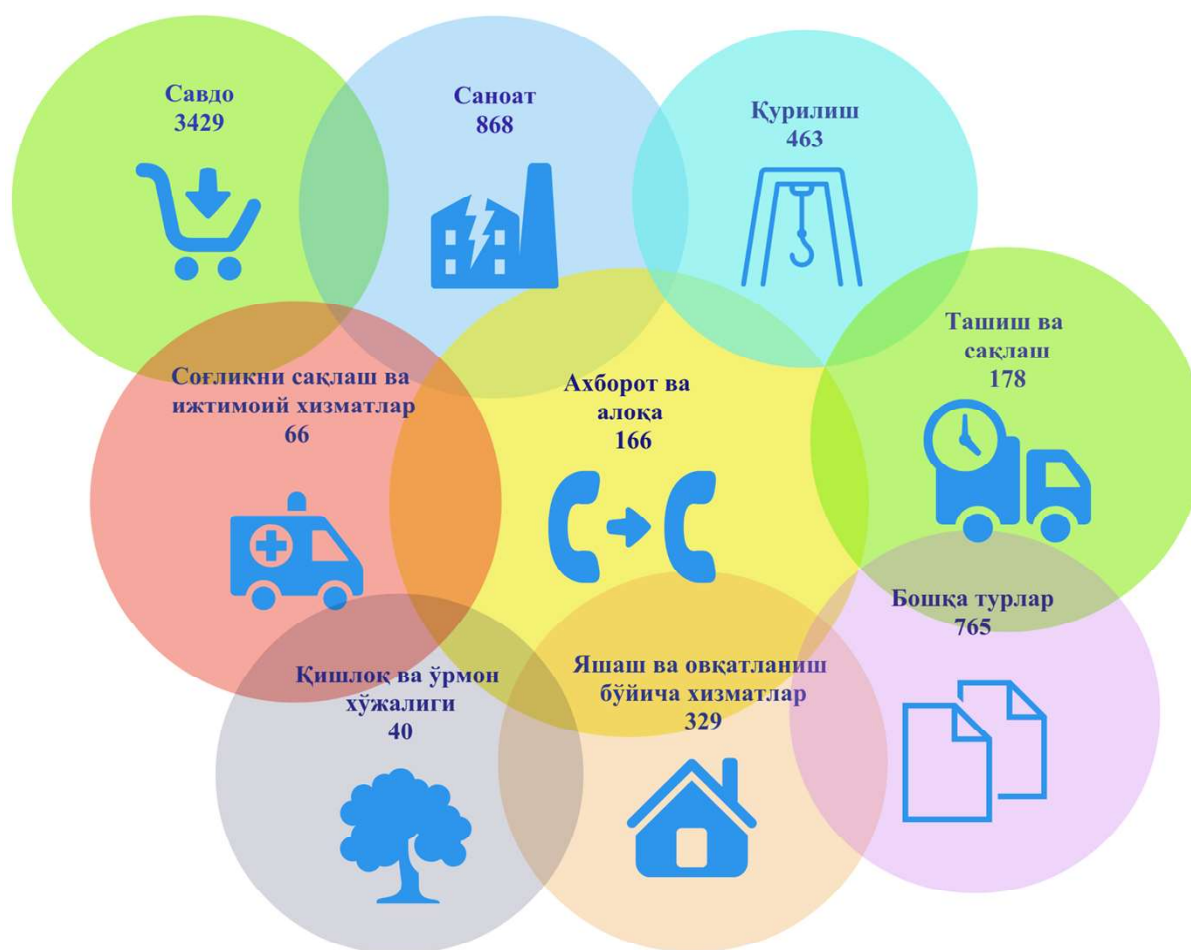 Савдо
3429
Саноат
868
Қурилиш
463
Ташиш ва
сақлаш
178
Соғликни сақлаш ва
ижтимоий хизматлар
66
Ахборот ва
алоқа
166
Бошқа турлар
765
Қишлоқ ва ўрмон
хўжалиги
40
Яшаш ва овқатланиш
бўйича хизматлар
329